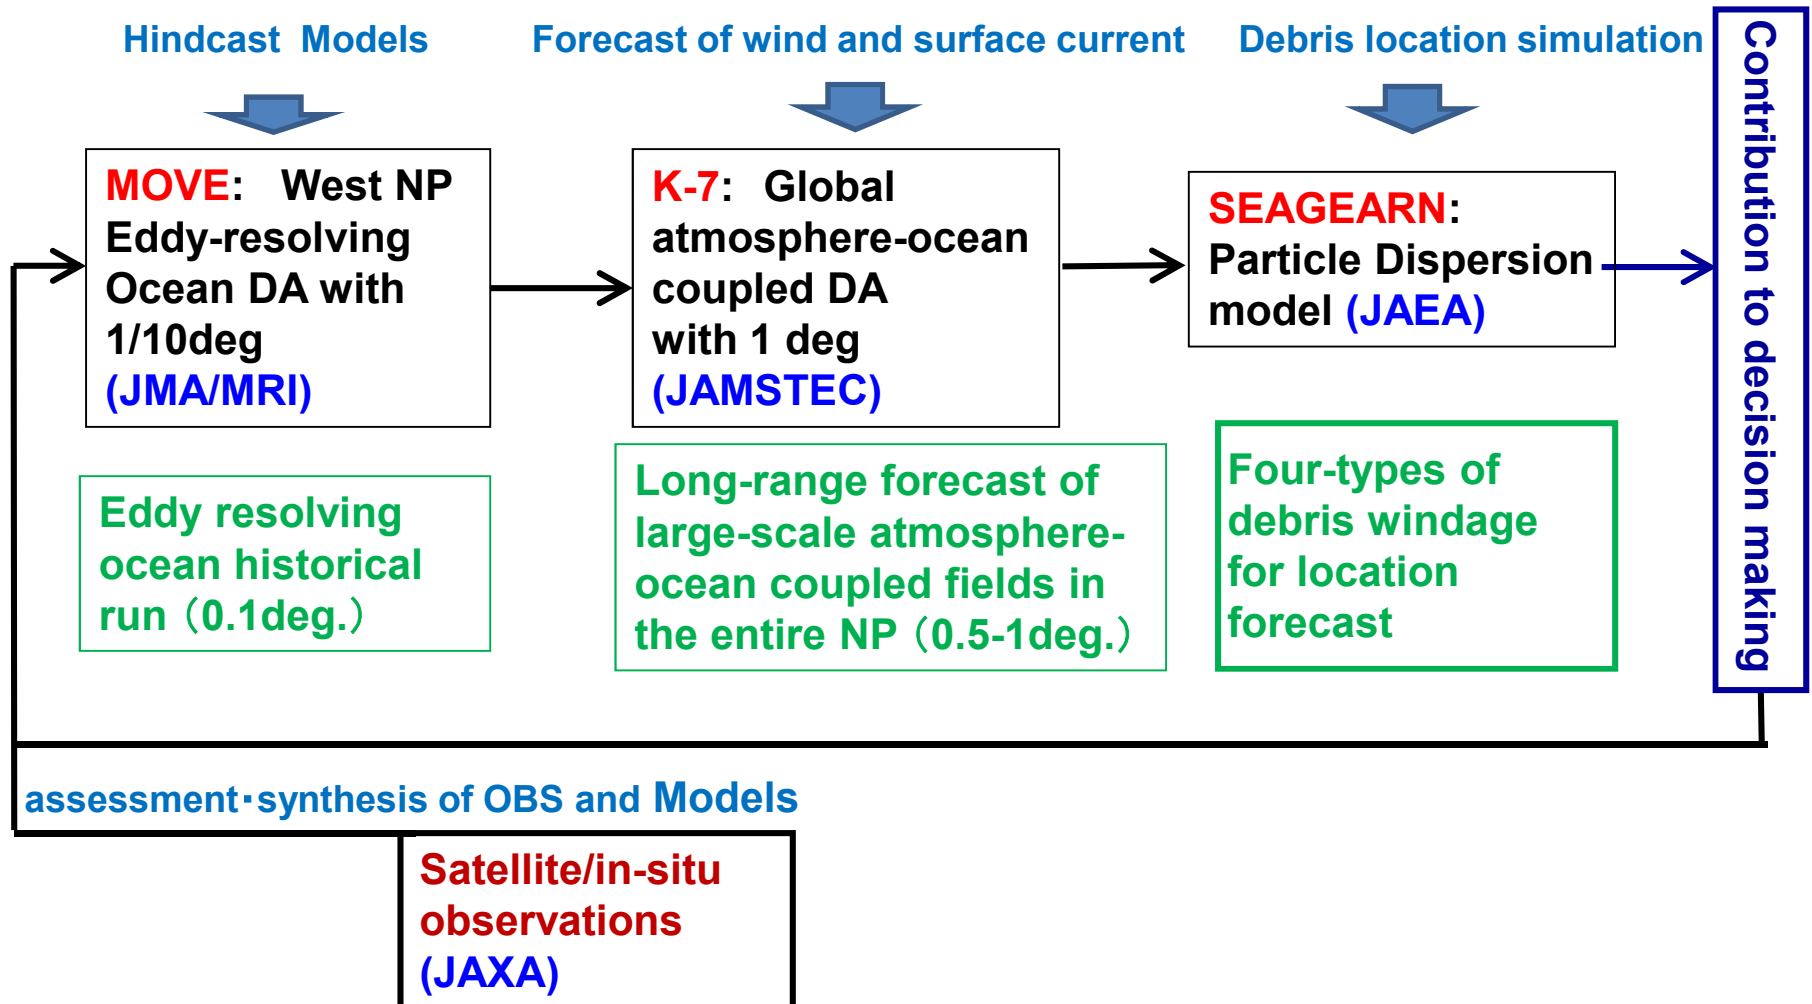 Hindcast Models
Forecast of wind and surface current
Debris location simulation
MOVE: West NP
Eddy-resolving
Ocean DA with
1/10deg
(JMA/MRI)
K-7: Global
atmosphere-ocean
coupled DA
with 1 deg
(JAMSTEC)
SEAGEARN:
Particle Dispersion
model (JAEA)
Contribution to decision making
Eddy resolving
ocean historical
run（0.1deg.）
Long-range forecast of
large-scale atmosphere-
ocean coupled fields in
the entire NP（0.5-1deg.）
Four-types of
debris windage
for location
forecast
assessment・synthesis of OBS and Models
Satellite/in-situ
observations
(JAXA)